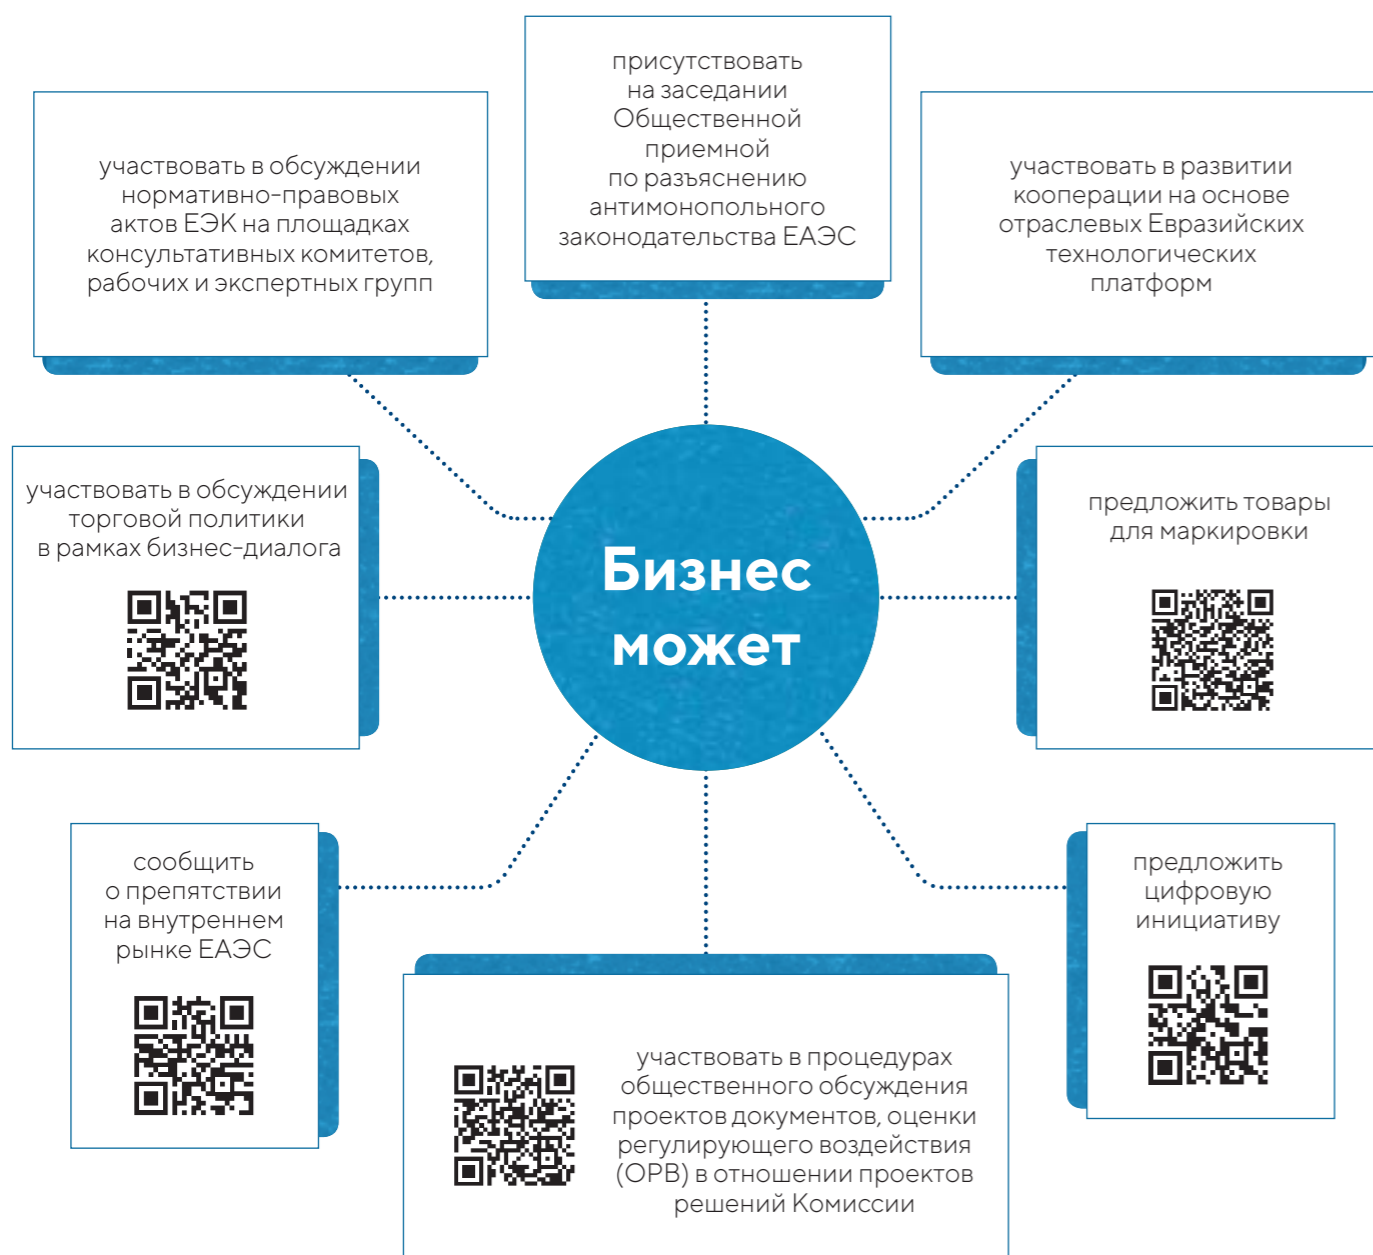 присутствовать
на заседании
Общественной
приемной
по разъяснению
антимонопольного
законодательства ЕАЭС
участвовать в обсуждении
нормативно-правовых
актов ЕЭК на площадках
консультативных комитетов,
рабочих и экспертных групп
участвовать в развитии
кооперации на основе
отраслевых Евразийских
технологических
платформ
участвовать в обсуждении
торговой политики
в рамках бизнес-диалога
Бизнес
может
предложить товары
для маркировки
сообщить
о препятствии
на внутреннем
рынке ЕАЭС
предложить
цифровую
инициативу
участвовать в процедурах
общественного обсуждения
проектов документов, оценки
регулирующего воздействия
(ОРВ) в отношении проектов
решений Комиссии